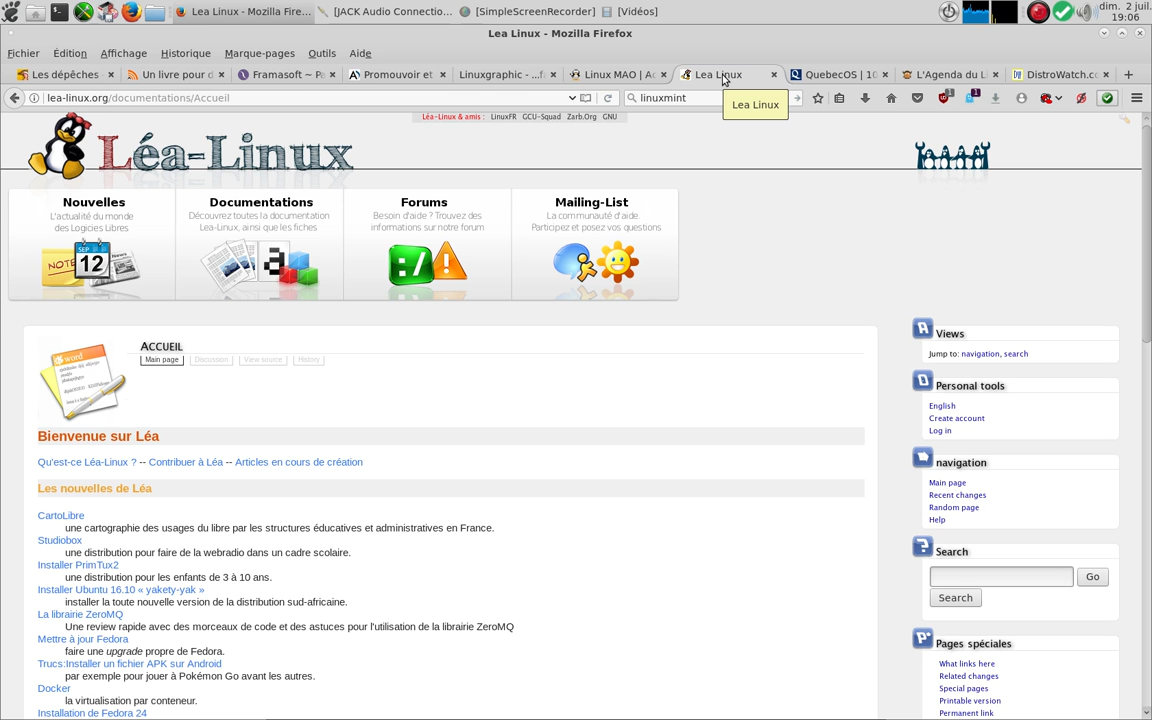 Lea Linux - Mozilla Fire...
[JACK Audio Connectio...
[SimpleScreenRecorder]
[Vidéos]
dim. 2 juil.
19:06
Lea Linux - Mozilla Firefox
Fichier Édition Affichage Historique Marque-pages Outils Aide
Les dépêches
Un livre pour d
Framasoft ~ P
Promouvoir et
Linuxgraphic - ...f
Linux MAO | A
Lea Linux
QuebecOS | 10
L'Agenda du L
DistroWatch.c
lea-linux.org/documentations/Accueil
linuxmint
1
1
Lea Linux
Léa-Linux & amis : LinuxFR GCU-Squad Zarb.Org GNU
Léa-Linux
Nouvelles
L'actualité du monde
des Logicies Libres
NOTE
SEP
12
News
Documentations
Découvrez toutes la documentation
Lea-Linux, ainsi que les fiches
a
Forums
Besoin d'aide ? Trouvez des
informations sur notre forum
:/
!
Mailing-List
La communauté d'aide.
Participez et posez vos questions
word
Accueil
Main page Discussion View source History
Bienvenue sur Léa
Qu'est-ce Léa-Linux ? -- Contribuer à Léa -- Articles en cours de création
Les nouvelles de Léa
CartoLibre
une cartographie des usages du libre par les structures éducatives et administratives en France.
Studiobox
une distribution pour faire de la webradio dans un cadre scolaire.
Installer PrimTux2
une distribution pour les enfants de 3 à 10 ans.
Installer Ubuntu 16.10 « yakety-yak »
installer la toute nouvelle version de la distribution sud-africaine.
La librairie ZeroMQ
Une review rapide avec des morceaux de code et des astuces pour l'utilisation de la librairie ZeroMQ
Mettre à jour Fedora
faire une upgrade propre de Fedora.
Trucs:Installer un fichier APK sur Android
par exemple pour jouer à Pokémon Go avant les autres.
Docker
la virtualisation par conteneur.
Installation de Fedora 24
Views
Jump to: navigation, search
Personal tools
English
Create account
Log in
navigation
Main page
Recent changes
Random page
Help
Search
Go
Search
Pages spéciales
What links here
Related changes
Special pages
Printable version
Permanent link